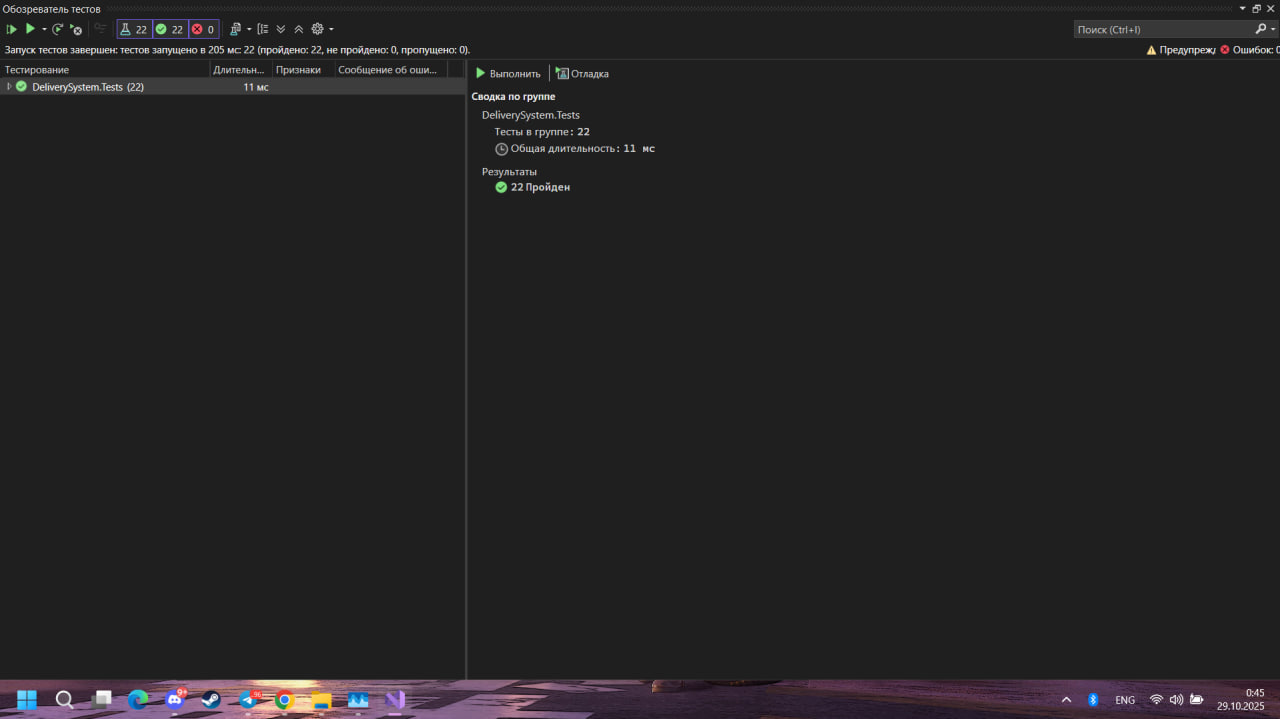 Обозреватель тестов
22 22 0
Поиск (Ctrl+I)
Запуск тестов завершен: тестов запущено в 205 мс: 22 (пройдено: 22, не пройдено: 0, пропущено: 0).
Предупреж Ошибок: 0
Тестирование Длительн... Признаки Сообщение об оши...
DeliverySystem.Tests (22) 11 мс
Выполнить Отладка
Сводка по группе
DeliverySystem.Tests
Тесты в группе: 22
Общая длительность: 11 мс
Результаты
22 Пройден
9+
96
ENG
0:45
29.10.2025